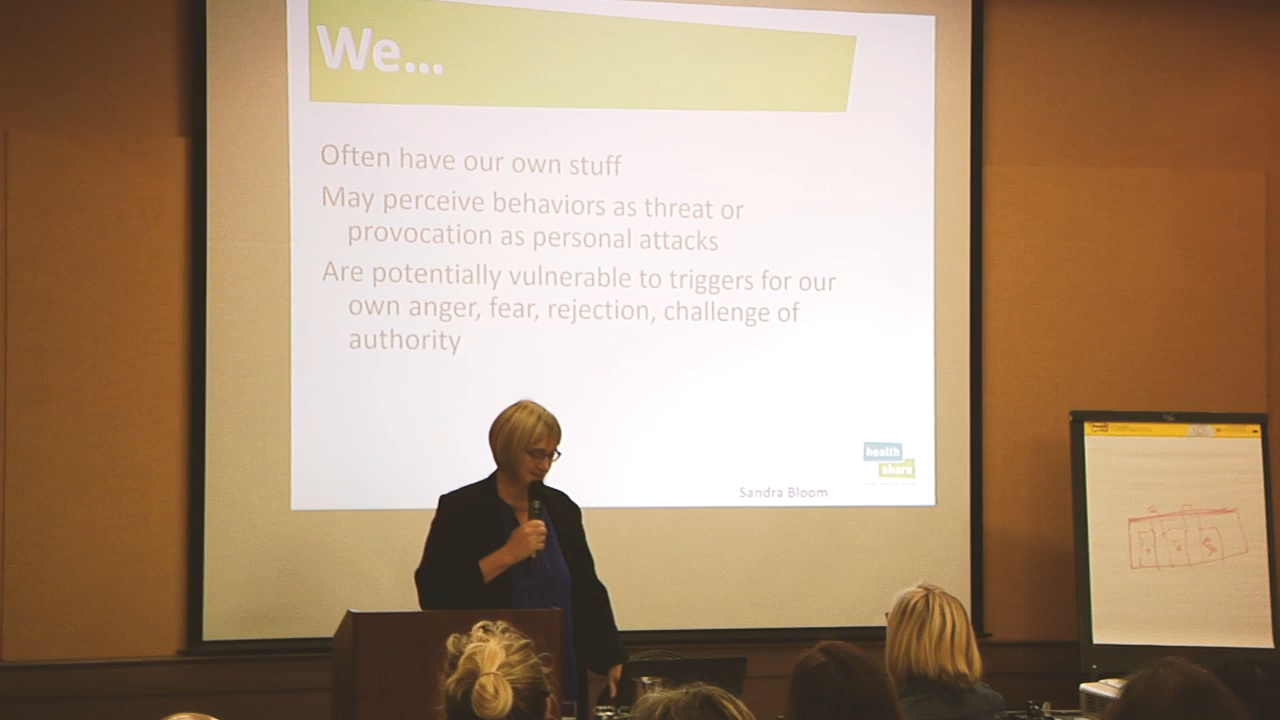 We...
Often have our own stuff
May perceive behaviors as threat or
provocation as personal attacks
Are potentially vulnerable to triggers for our
own anger, fear, rejection, challenge of
authority
health
share
Sandra Bloom